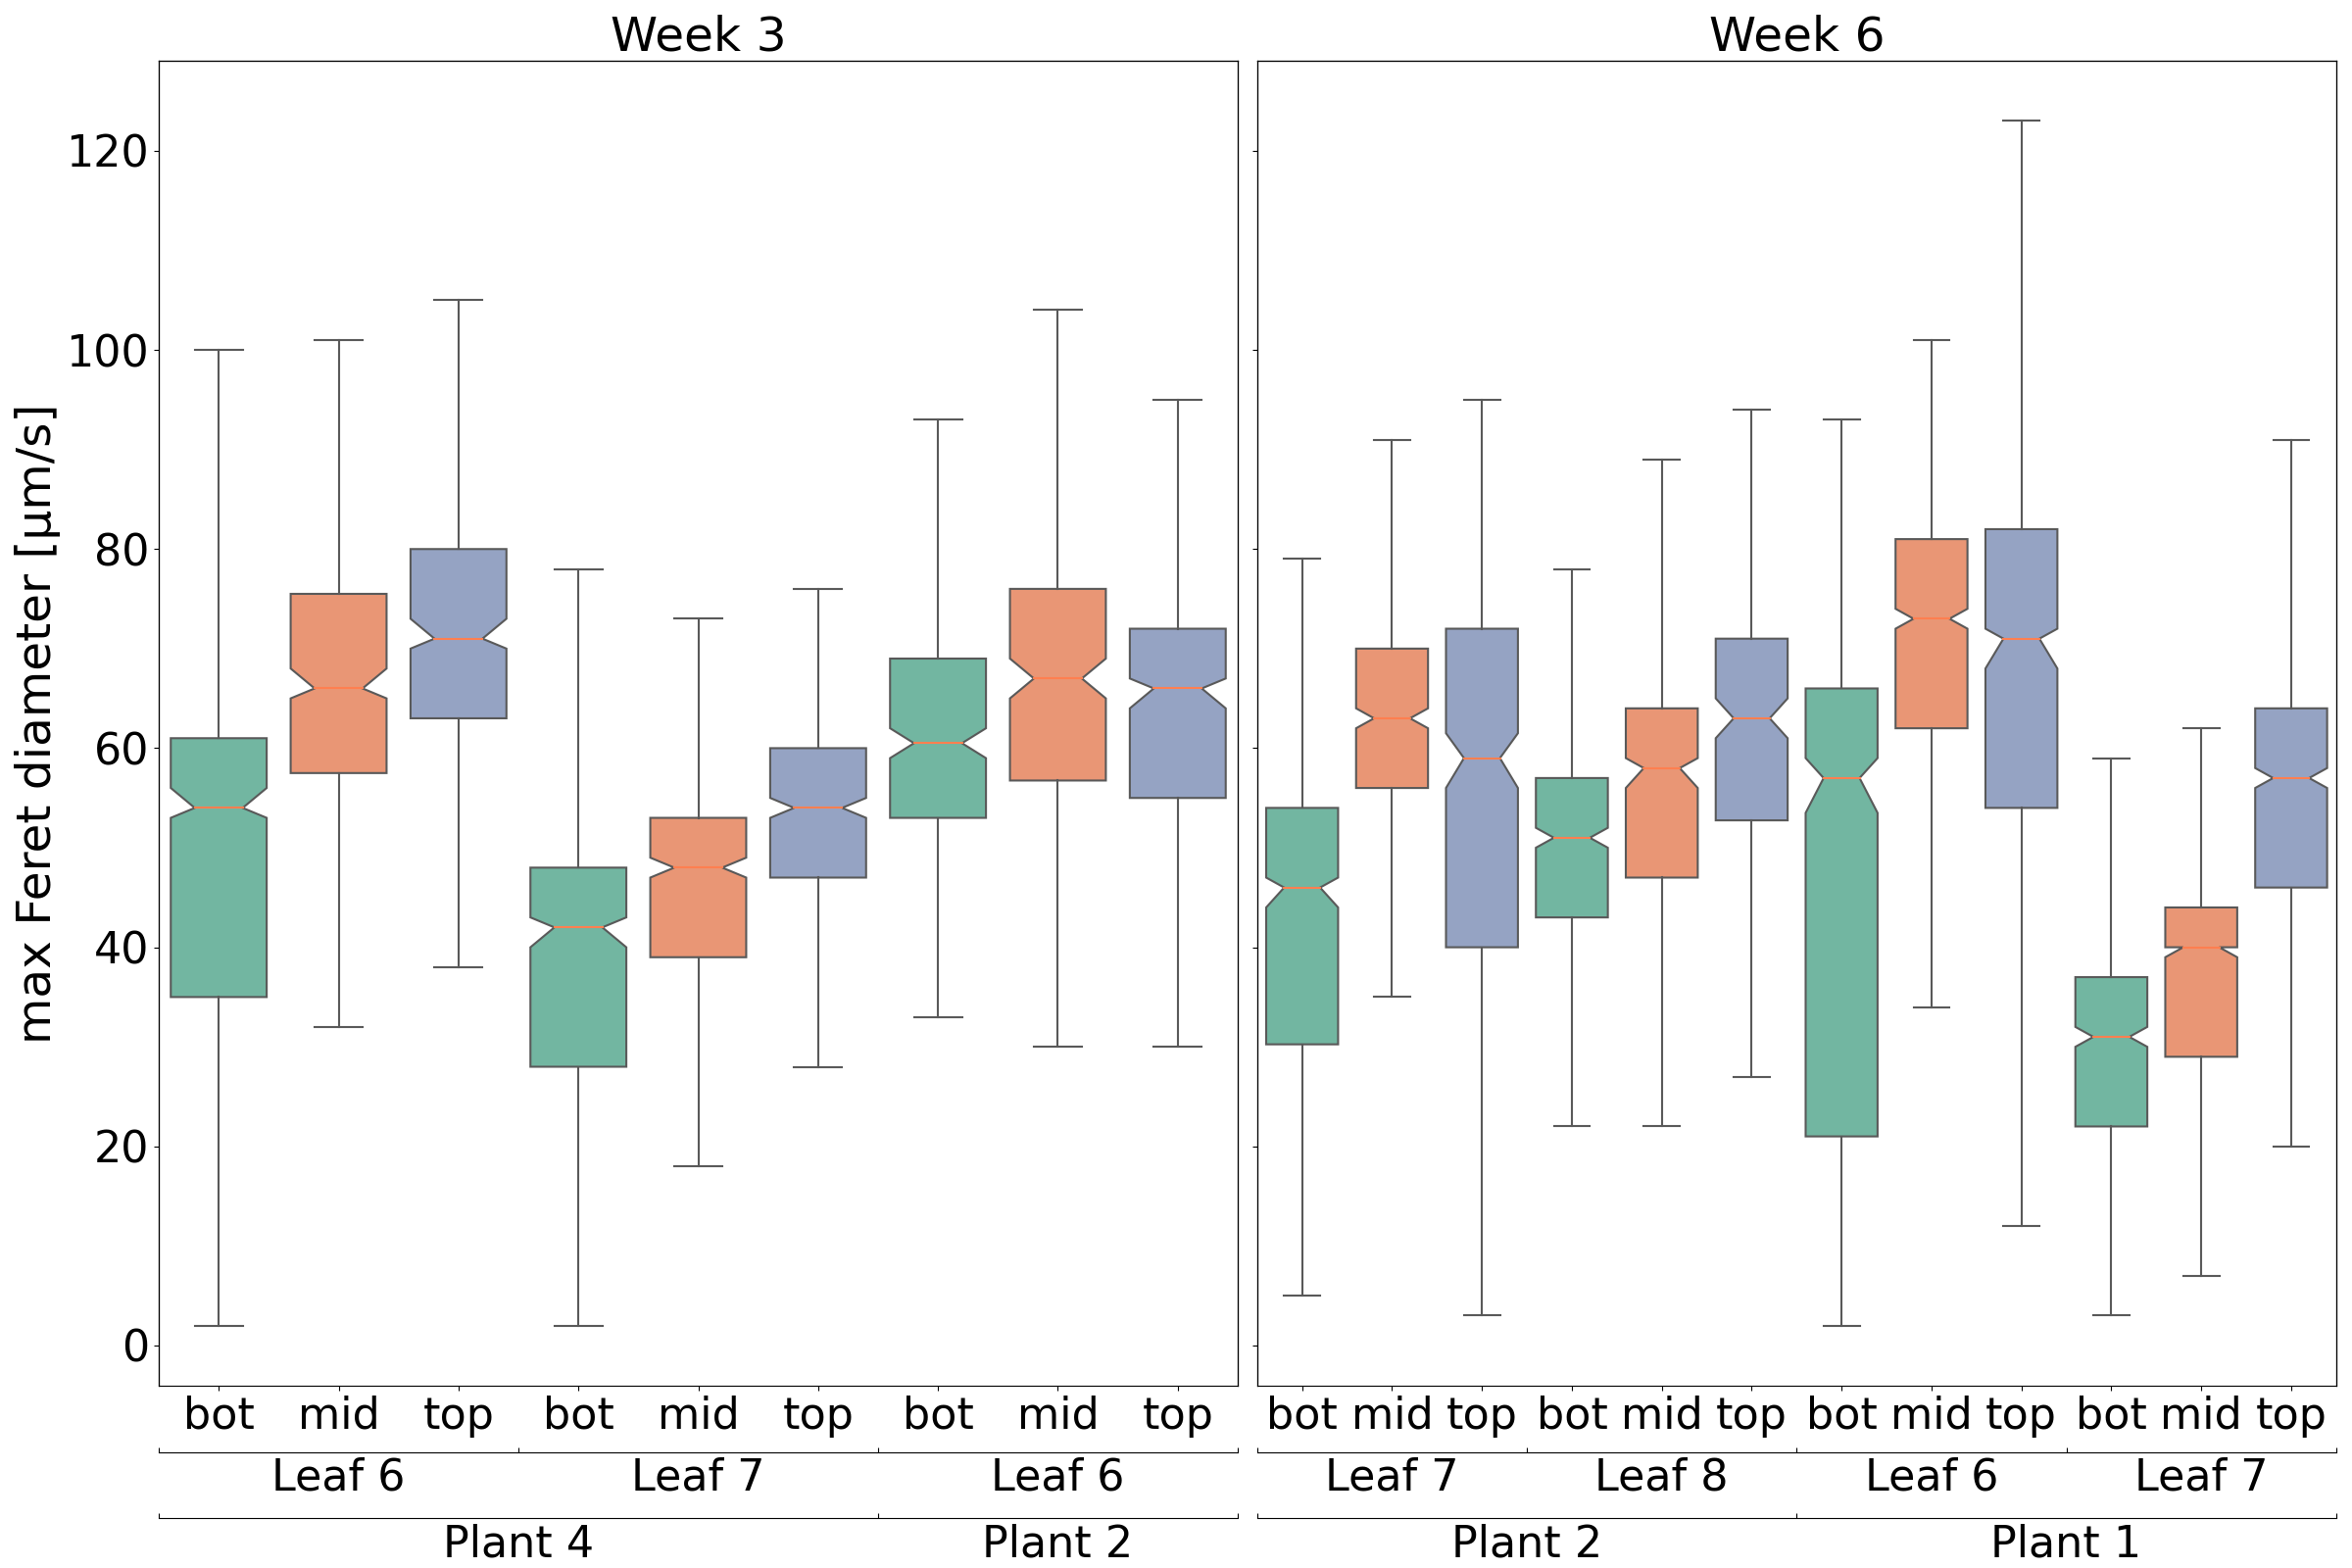 Week 3
Week 6
max Feret diameter [µm/s]
120
100
80
60
40
20
0
bot mid top bot mid top bot mid top
bot mid top bot mid top bot mid top bot mid top
Leaf 6 Leaf 7 Leaf 6
Leaf 7 Leaf 8 Leaf 6 Leaf 7
Plant 4 Plant 2
Plant 2 Plant 1